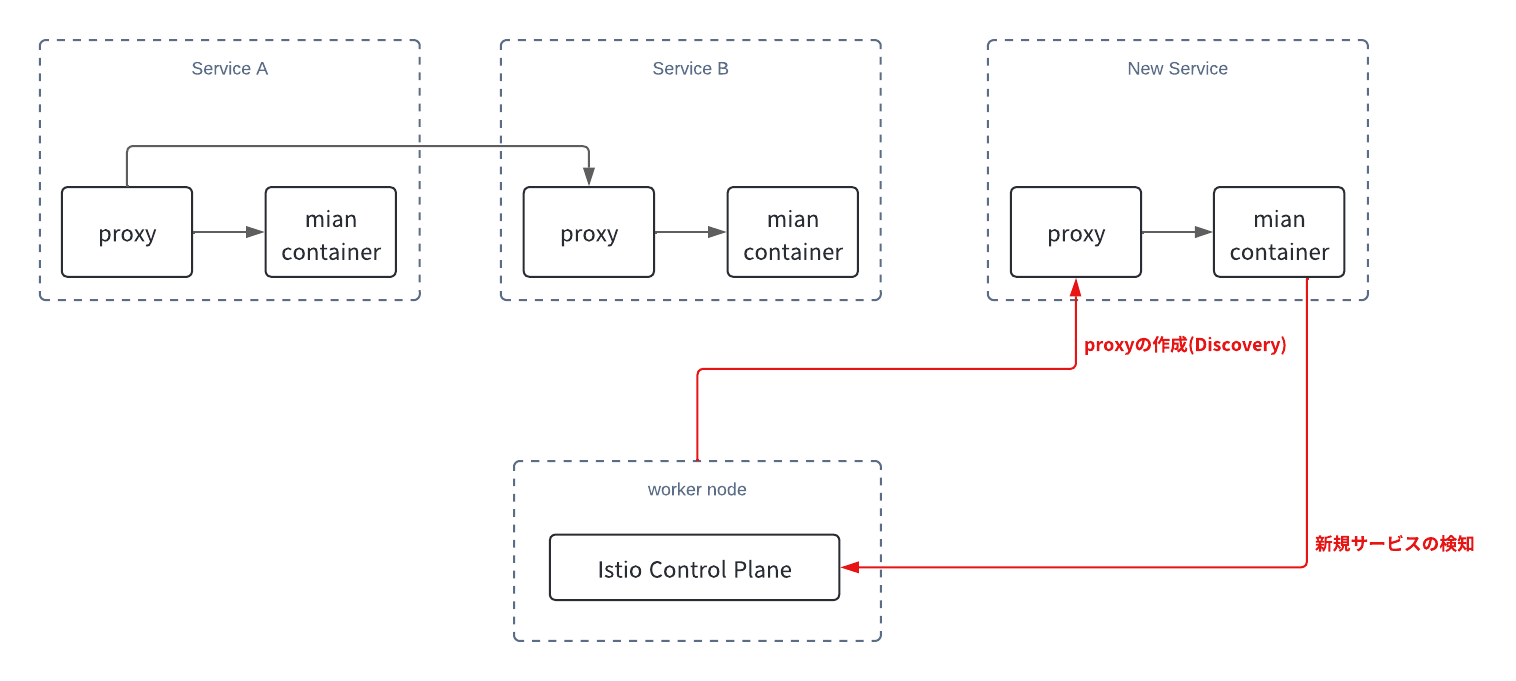 Service A
Service B
New Service
proxy
mian
container
proxy
mian
container
proxy
mian
container
proxyの作成(Discovery)
worker node
Istio Control Plane
新規サービスの検知